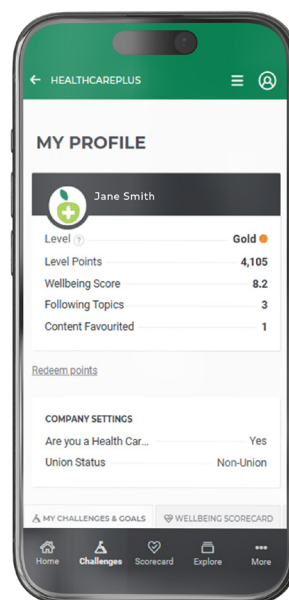 HEALTHCAREPLUS
MY PROFILE
Jane Smith
Level ? Gold
Level Points 4,105
Wellbeing Score 8.2
Following Topics 3
Content Favourited 1
Redeem points
COMPANY SETTINGS
Are you a Health Car... Yes
Union Status Non-Union
MY CHALLENGES & GOALS WELLBEING SCORECARD
Home Challenges Scorecard Explore More